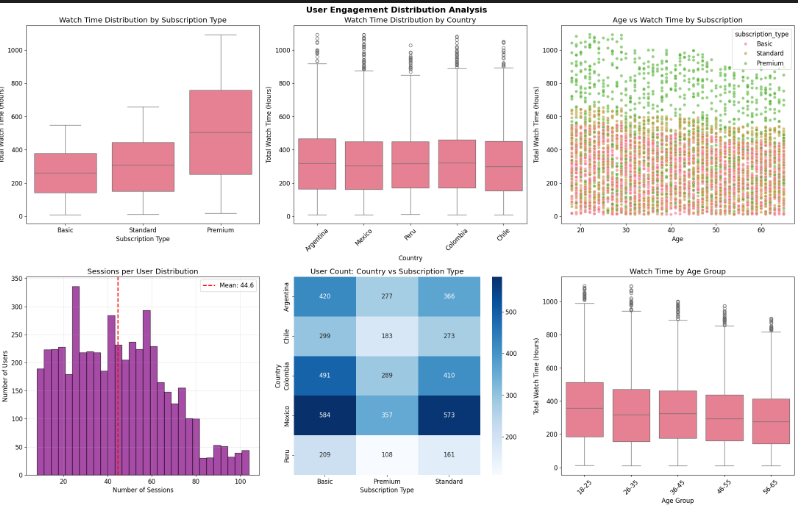 User Engagement Distribution Analysis
Watch Time Distribution by Subscription Type
Total Watch Time (Hours)
1000
800
600
400
200
0
Basic
Standard
Premium
Subscription Type
Watch Time Distribution by Country
Total Watch Time (Hours)
1000
800
600
400
200
0
Argentina
Mexico
Peru
Colombia
Chile
Country
Age vs Watch Time by Subscription
Total Watch Time (Hours)
1000
800
600
400
200
0
subscription_type
Basic
Standard
Premium
20
30
40
50
60
Age
Sessions per User Distribution
Number of Users
350
300
250
200
150
100
50
0
Mean: 44.6
20
40
60
80
100
Number of Sessions
User Count: Country vs Subscription Type
Country
Argentina
420 277 366
Chile
299 183 273
Colombia
491 289 410
Mexico
584 357 573
Peru
209 108 161
Basic
Premium
Standard
Subscription Type
500
400
300
200
Watch Time by Age Group
Total Watch Time (Hours)
1000
800
600
400
200
0
18-25
26-35
36-45
46-55
56-65
Age Group